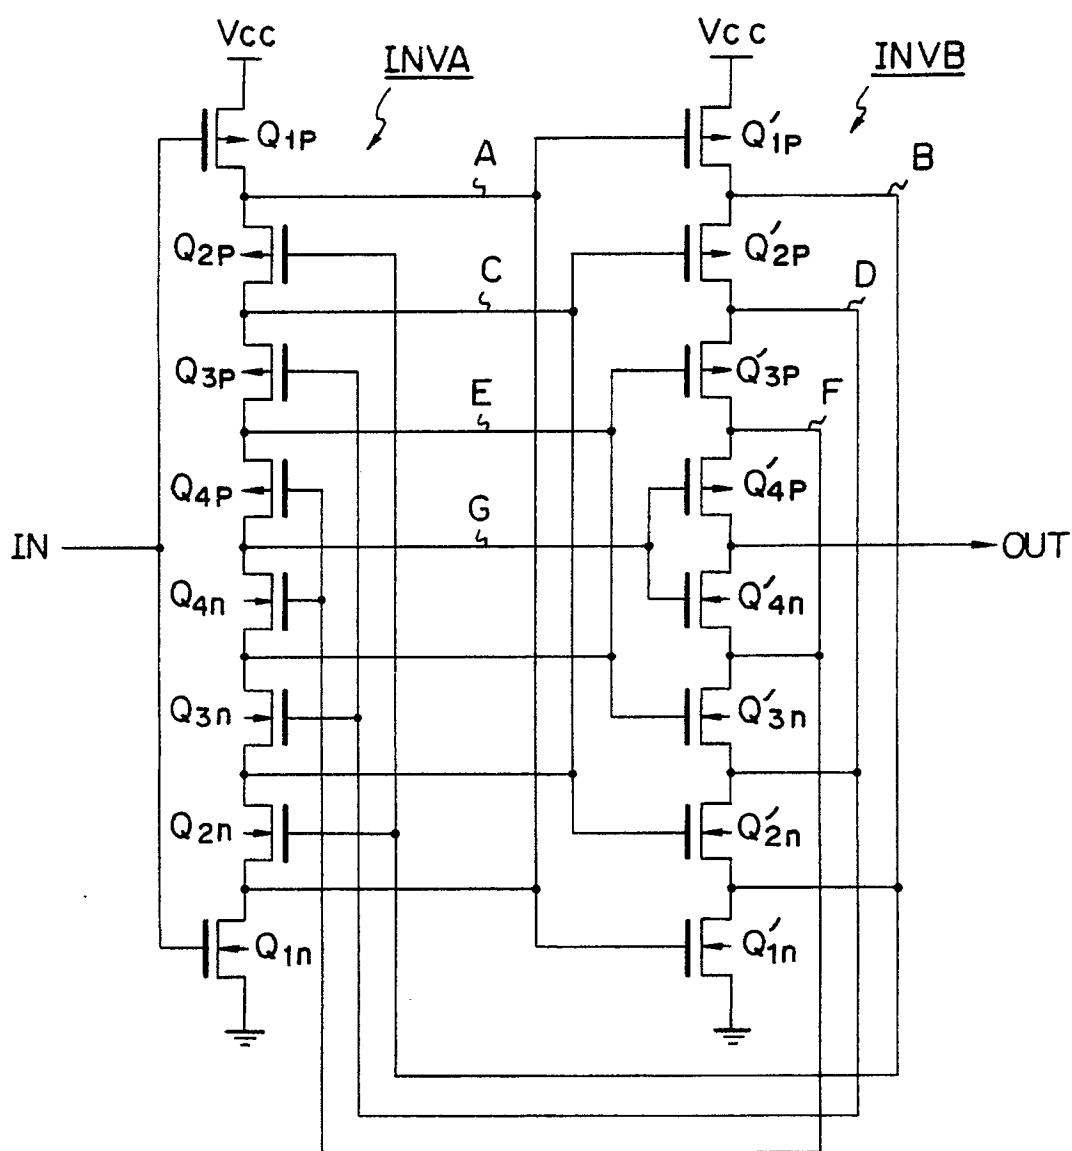 Vcc
Vcc
INVA
INVB
Q1P
Q'1P
A
B
Q2P
Q'2P
C
D
Q3P
Q'3P
E
F
Q4P
Q'4P
G
IN
OUT
Q4n
Q'4n
Q3n
Q'3n
Q2n
Q'2n
Q1n
Q'1n